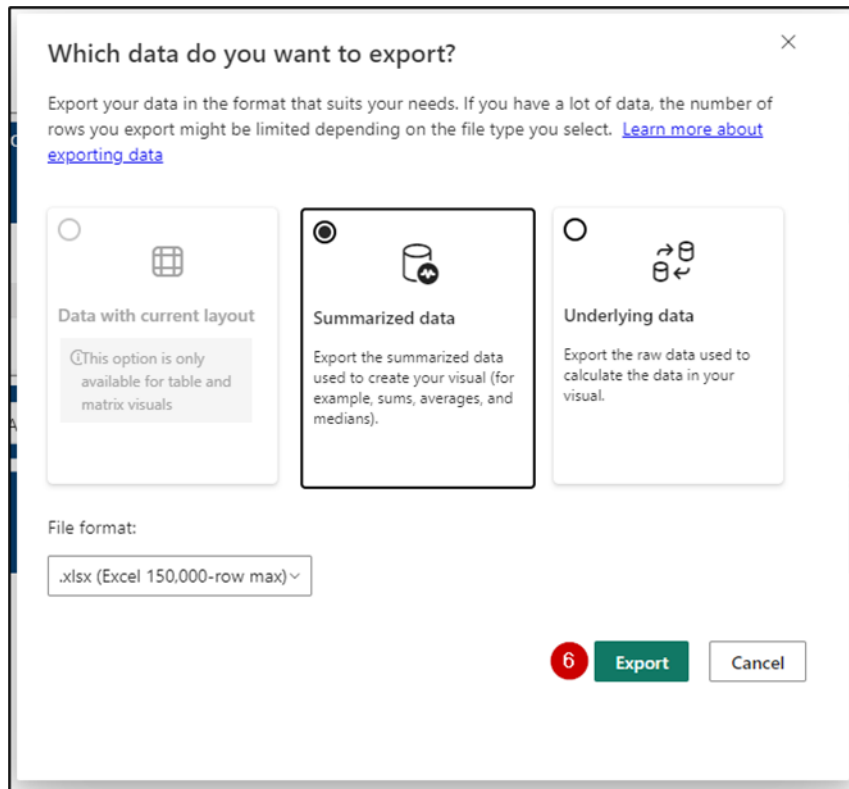 Which data do you want to export?
Export your data in the format that suits your needs. If you have a lot of data, the number of
rows you export might be limited depending on the file type you select. Learn more about
exporting data
Data with current layout
This option is only
available for table and
matrix visuals
Summarized data
Export the summarized data
used to create your visual (for
example, sums, averages, and
medians).
Underlying data
Export the raw data used to
calculate the data in your
visual.
File format:
.xlsx (Excel 150,000-row max)
6
Export
Cancel